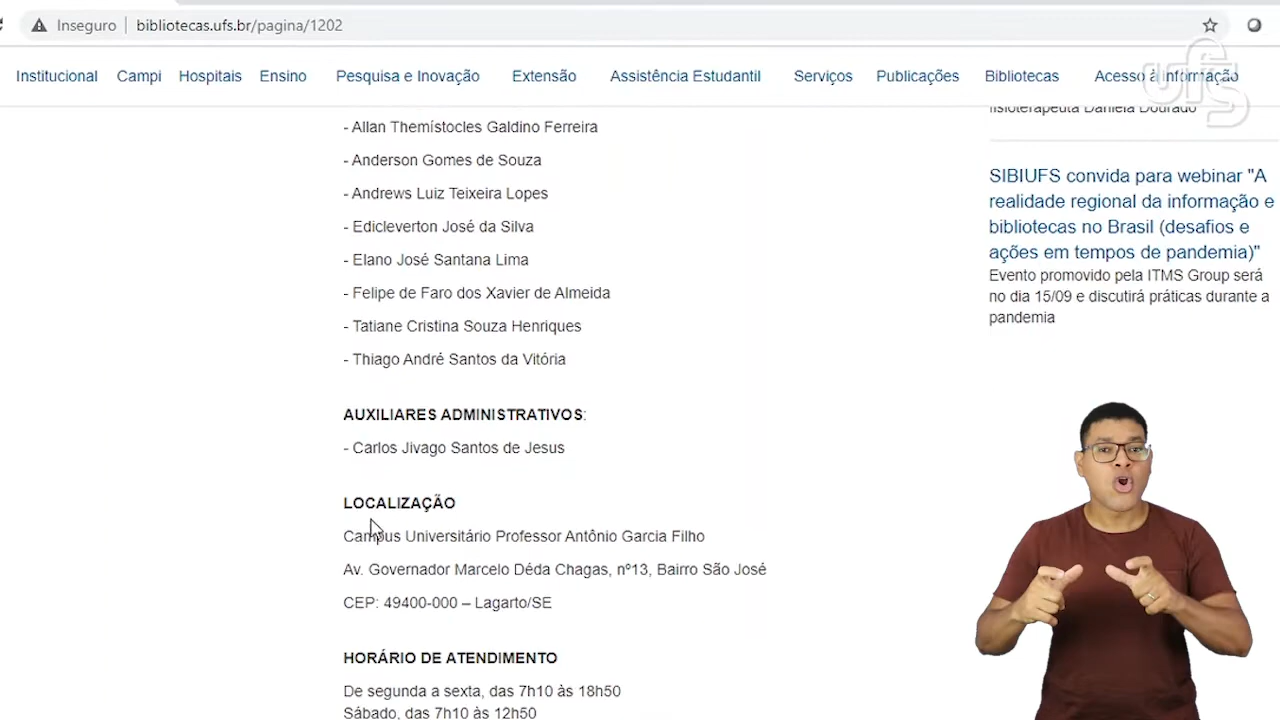 Inseguro | bibliotecas.ufs.br/pagina/1202
Institucional Campi Hospitais Ensino Pesquisa e Inovação Extensão Assistência Estudantil Serviços Publicações Bibliotecas Acesso à informação
ufs
- Allan Themístocles Galdino Ferreira
- Anderson Gomes de Souza
- Andrews Luiz Teixeira Lopes
- Edicleverton José da Silva
- Elano José Santana Lima
- Felipe de Faro dos Xavier de Almeida
- Tatiane Cristina Souza Henriques
- Thiago André Santos da Vitória
AUXILIARES ADMINISTRATIVOS:
- Carlos Jivago Santos de Jesus
LOCALIZAÇÃO
Campus Universitário Professor Antônio Garcia Filho
Av. Governador Marcelo Déda Chagas, nº13, Bairro São José
CEP: 49400-000 – Lagarto/SE
HORÁRIO DE ATENDIMENTO
De segunda a sexta, das 7h10 às 18h50
Sábado, das 7h10 às 12h50
fisioterapeuta Daniela Dourado
SIBIUFS convida para webinar "A
realidade regional da informação e
bibliotecas no Brasil (desafios e
ações em tempos de pandemia)"
Evento promovido pela ITMS Group será
no dia 15/09 e discutirá práticas durante a
pandemia